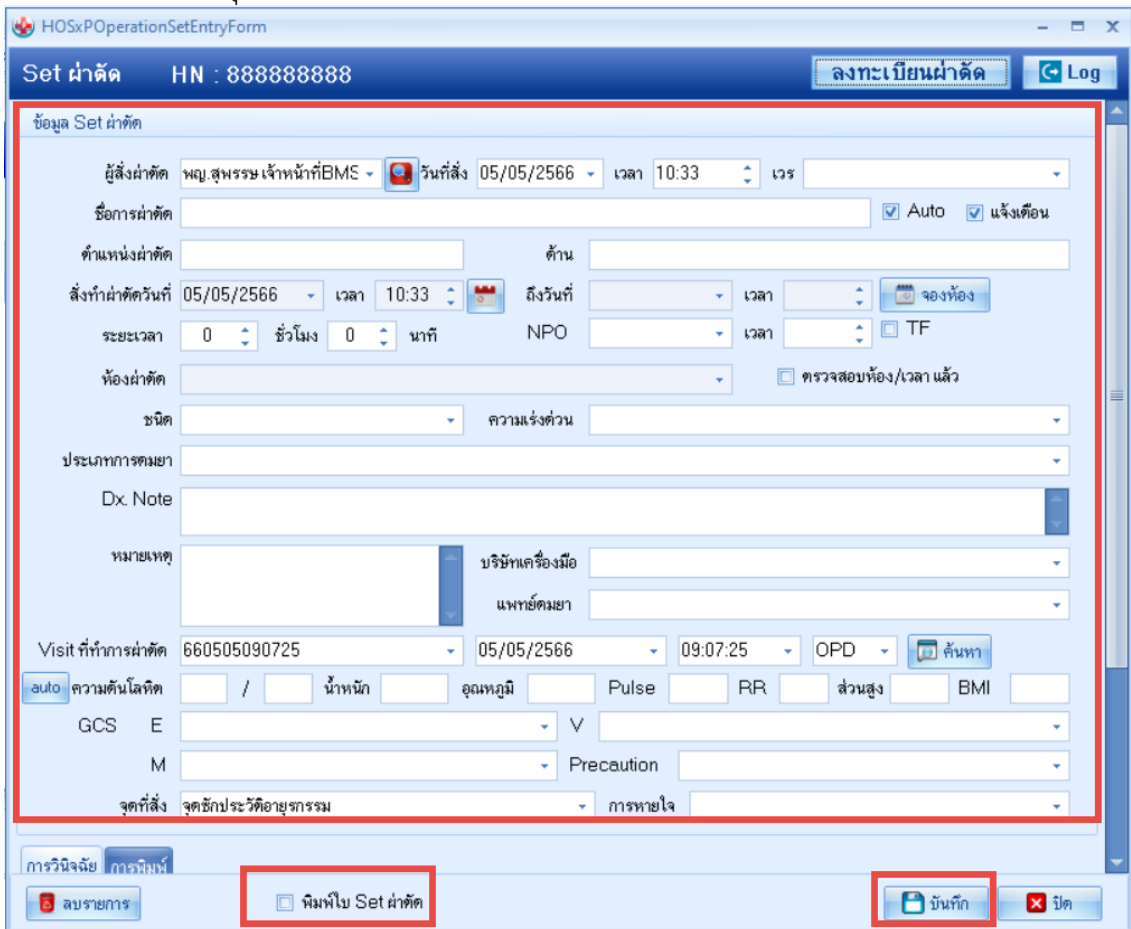 HOSxPOperationSetEntryForm
Set ผ่าตัด HN : 888888888 ลงทะเบียนผ่าตัด Log
ข้อมูล Set ผ่าตัด
ผู้สั่งผ่าตัด พญ.สุพรรษ เจ้าหน้าที่BMS วันที่สั่ง 05/05/2566 เวลา 10:33 เวร
ชื่อการผ่าตัด Auto แจ้งเตือน
ตำแหน่งผ่าตัด ด้าน
สั่งทำผ่าตัดวันที่ 05/05/2566 เวลา 10:33 ถึงวันที่ เวลา จองห้อง
ระยะเวลา 0 ชั่วโมง 0 นาที NPO เวลา TF
ห้องผ่าตัด ตรวจสอบห้อง/เวลา แล้ว
ชนิด ความเร่งด่วน
ประเภทการดมยา
Dx. Note
หมายเหตุ บริษัทเครื่องมือ
แพทย์ดมยา
Visit ที่ทำการผ่าตัด 660505090725 05/05/2566 09:07:25 OPD ค้นหา
auto ความดันโลหิต / น้ำหนัก อุณหภูมิ Pulse RR ส่วนสูง BMI
GCS E V
M Precaution
จุดที่สั่ง จุดซักประวัติอายุรกรรม การหายใจ
การวินิจฉัย การพิมพ์
ลบรายการ พิมพ์ใบ Set ผ่าตัด บันทึก ปิด